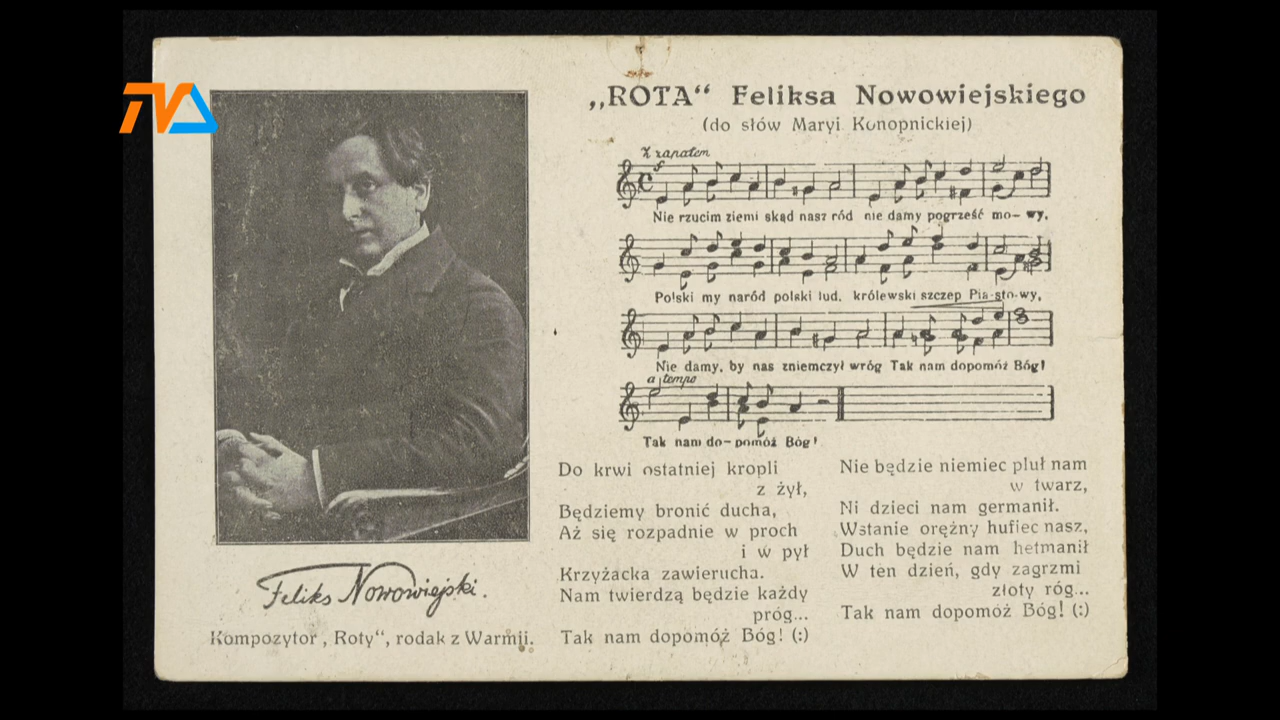 TVA
„ROTA“ Feliksa Nowowiejskiego
(do słów Maryi Konopnickiej)
Z zapałem
Nie rzucim ziemi skąd nasz ród nie damy pogrześć mo- wy,
Polski my naród polski lud, królewski szczep Pia-sto-wy,
Nie damy, by nas zniemczył wróg Tak nam dopomóż Bóg!
a tempo
Tak nam do- pomóż Bóg!
Do krwi ostatniej kropli
z żył,
Będziemy bronić ducha,
Aż się rozpadnie w proch
i w pył
Krzyżacka zawierucha.
Nam twierdzą będzie każdy
próg...
Tak nam dopomóż Bóg! (:)
Nie będzie niemiec pluł nam
w twarz,
Ni dzieci nam germanił.
Wstanie orężny hufiec nasz,
Duch będzie nam hetmanił
W ten dzień, gdy zagrzmi
złoty róg...
Tak nam dopomóż Bóg! (:)
Feliks Nowowiejski.
Kompozytor „Roty“, rodak z Warmii.